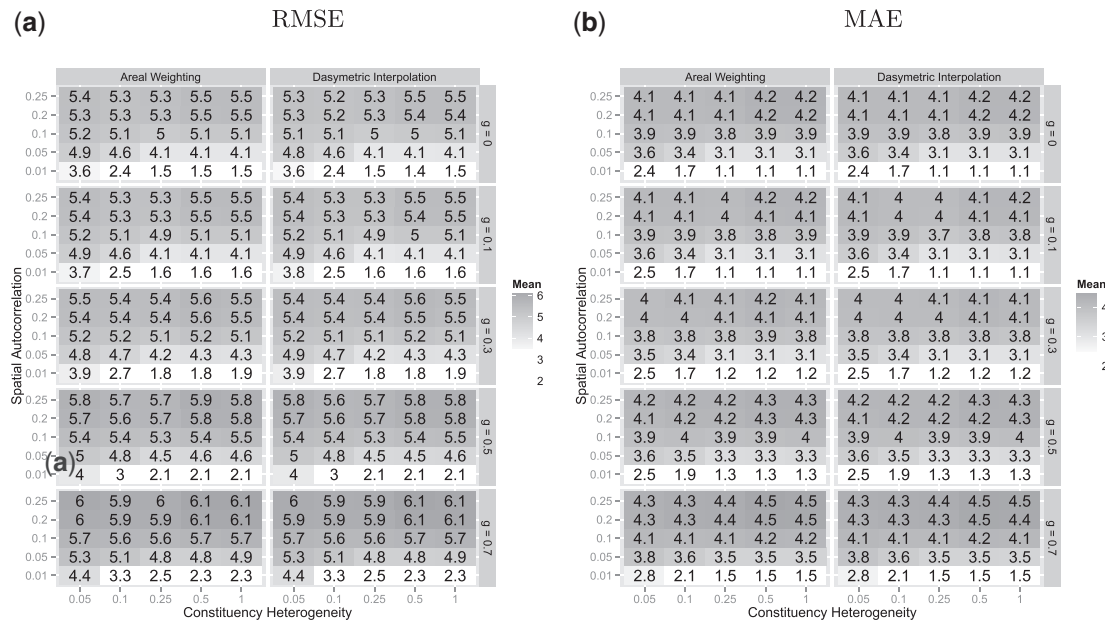 (a) RMSE (b) MAE
Areal Weighting Dasymetric Interpolation Areal Weighting Dasymetric Interpolation
0.25 5.4 5.3 5.3 5.5 5.5 5.3 5.2 5.3 5.5 5.5 0.25 4.1 4.1 4.1 4.2 4.2 4.1 4.1 4.1 4.2 4.2
0.2 5.3 5.3 5.3 5.5 5.5 5.3 5.2 5.3 5.4 5.4 0.2 4.1 4.1 4.1 4.2 4.2 4.1 4.1 4.1 4.2 4.2
0.1 5.2 5.1 5 5.1 5.1 5.1 5.1 5 5 5.1 0.1 3.9 3.9 3.8 3.9 3.9 3.9 3.9 3.8 3.9 3.9
0.05 4.9 4.6 4.1 4.1 4.1 4.8 4.6 4.1 4.1 4.1 0.05 3.6 3.4 3.1 3.1 3.1 3.6 3.4 3.1 3.1 3.1
0.01 3.6 2.4 1.5 1.5 1.5 3.6 2.4 1.5 1.4 1.5 0.01 2.4 1.7 1.1 1.1 1.1 2.4 1.7 1.1 1.1 1.1
g = 0 g = 0
0.25 5.4 5.3 5.3 5.5 5.5 5.4 5.3 5.3 5.5 5.5 0.25 4.1 4.1 4 4.2 4.2 4.1 4 4 4.1 4.2
0.2 5.4 5.3 5.3 5.5 5.5 5.4 5.3 5.3 5.4 5.5 0.2 4.1 4.1 4 4.1 4.1 4.1 4 4 4.1 4.1
0.1 5.2 5.1 4.9 5.1 5.1 5.2 5.1 4.9 5 5.1 0.1 3.9 3.9 3.8 3.8 3.9 3.9 3.9 3.7 3.8 3.8
0.05 4.9 4.6 4.1 4.1 4.1 4.9 4.6 4.1 4.1 4.1 0.05 3.6 3.4 3.1 3.1 3.1 3.6 3.4 3.1 3.1 3.1
0.01 3.7 2.5 1.6 1.6 1.6 3.8 2.5 1.6 1.6 1.6 0.01 2.5 1.7 1.1 1.1 1.1 2.5 1.7 1.1 1.1 1.1
g = 0.1 g = 0.1
0.25 5.5 5.4 5.4 5.6 5.5 5.5 5.4 5.4 5.6 5.5 0.25 4 4.1 4.1 4.2 4.1 4 4 4.1 4.1 4.1
0.2 5.4 5.4 5.4 5.5 5.5 5.4 5.4 5.4 5.5 5.5 0.2 4 4 4.1 4.1 4.1 4 4 4 4.1 4.1
0.1 5.2 5.2 5.1 5.2 5.1 5.2 5.2 5.1 5.1 5.2 0.1 3.8 3.8 3.8 3.9 3.8 3.8 3.8 3.8 3.8 3.8
0.05 4.8 4.7 4.2 4.3 4.3 4.9 4.7 4.2 4.3 4.3 0.05 3.5 3.4 3.1 3.1 3.1 3.5 3.4 3.1 3.1 3.1
0.01 3.9 2.7 1.8 1.8 1.9 3.9 2.7 1.8 1.8 1.9 0.01 2.5 1.7 1.2 1.2 1.2 2.5 1.7 1.2 1.2 1.2
g = 0.3 g = 0.3
Spatial Autocorrelation Spatial Autocorrelation
Mean
6
5
4
3
2
Mean
4
2
0.25 5.8 5.7 5.7 5.9 5.8 5.8 5.6 5.7 5.8 5.8 0.25 4.2 4.2 4.2 4.3 4.3 4.2 4.2 4.2 4.3 4.3
0.2 5.7 5.6 5.7 5.8 5.8 5.7 5.6 5.7 5.8 5.8 0.2 4.1 4.2 4.2 4.3 4.3 4.1 4.2 4.2 4.2 4.3
0.1 5.4 5.4 5.3 5.4 5.5 5.4 5.4 5.3 5.4 5.5 0.1 3.9 4 3.9 3.9 4 3.9 4 3.9 3.9 4
0.05 5 4.8 4.5 4.6 4.6 5 4.8 4.5 4.5 4.6 0.05 3.6 3.5 3.3 3.3 3.3 3.6 3.5 3.3 3.3 3.3
(a)
0.01 4 3 2.1 2.1 2.1 4 3 2.1 2.1 2.1 0.01 2.5 1.9 1.3 1.3 1.3 2.5 1.9 1.3 1.3 1.3
g = 0.5 g = 0.5
0.25 6 5.9 6 6.1 6.1 6 5.9 5.9 6.1 6.1 0.25 4.3 4.3 4.4 4.5 4.5 4.3 4.3 4.4 4.5 4.5
0.2 6 5.9 5.9 6.1 6.1 5.9 5.9 5.9 6.1 6.1 0.2 4.3 4.3 4.4 4.5 4.5 4.3 4.3 4.3 4.5 4.4
0.1 5.7 5.6 5.6 5.7 5.7 5.7 5.6 5.6 5.7 5.7 0.1 4.1 4.1 4.1 4.2 4.2 4.1 4.1 4.1 4.1 4.2
0.05 5.3 5.1 4.8 4.8 4.9 5.3 5.1 4.8 4.8 4.9 0.05 3.8 3.6 3.5 3.5 3.5 3.8 3.6 3.5 3.5 3.5
0.01 4.4 3.3 2.5 2.3 2.3 4.4 3.3 2.5 2.3 2.3 0.01 2.8 2.1 1.5 1.5 1.5 2.8 2.1 1.5 1.5 1.5
g = 0.7 g = 0.7
0.05 0.1 0.25 0.5 1 0.05 0.1 0.25 0.5 1 0.05 0.1 0.25 0.5 1 0.05 0.1 0.25 0.5 1
Constituency Heterogeneity Constituency Heterogeneity